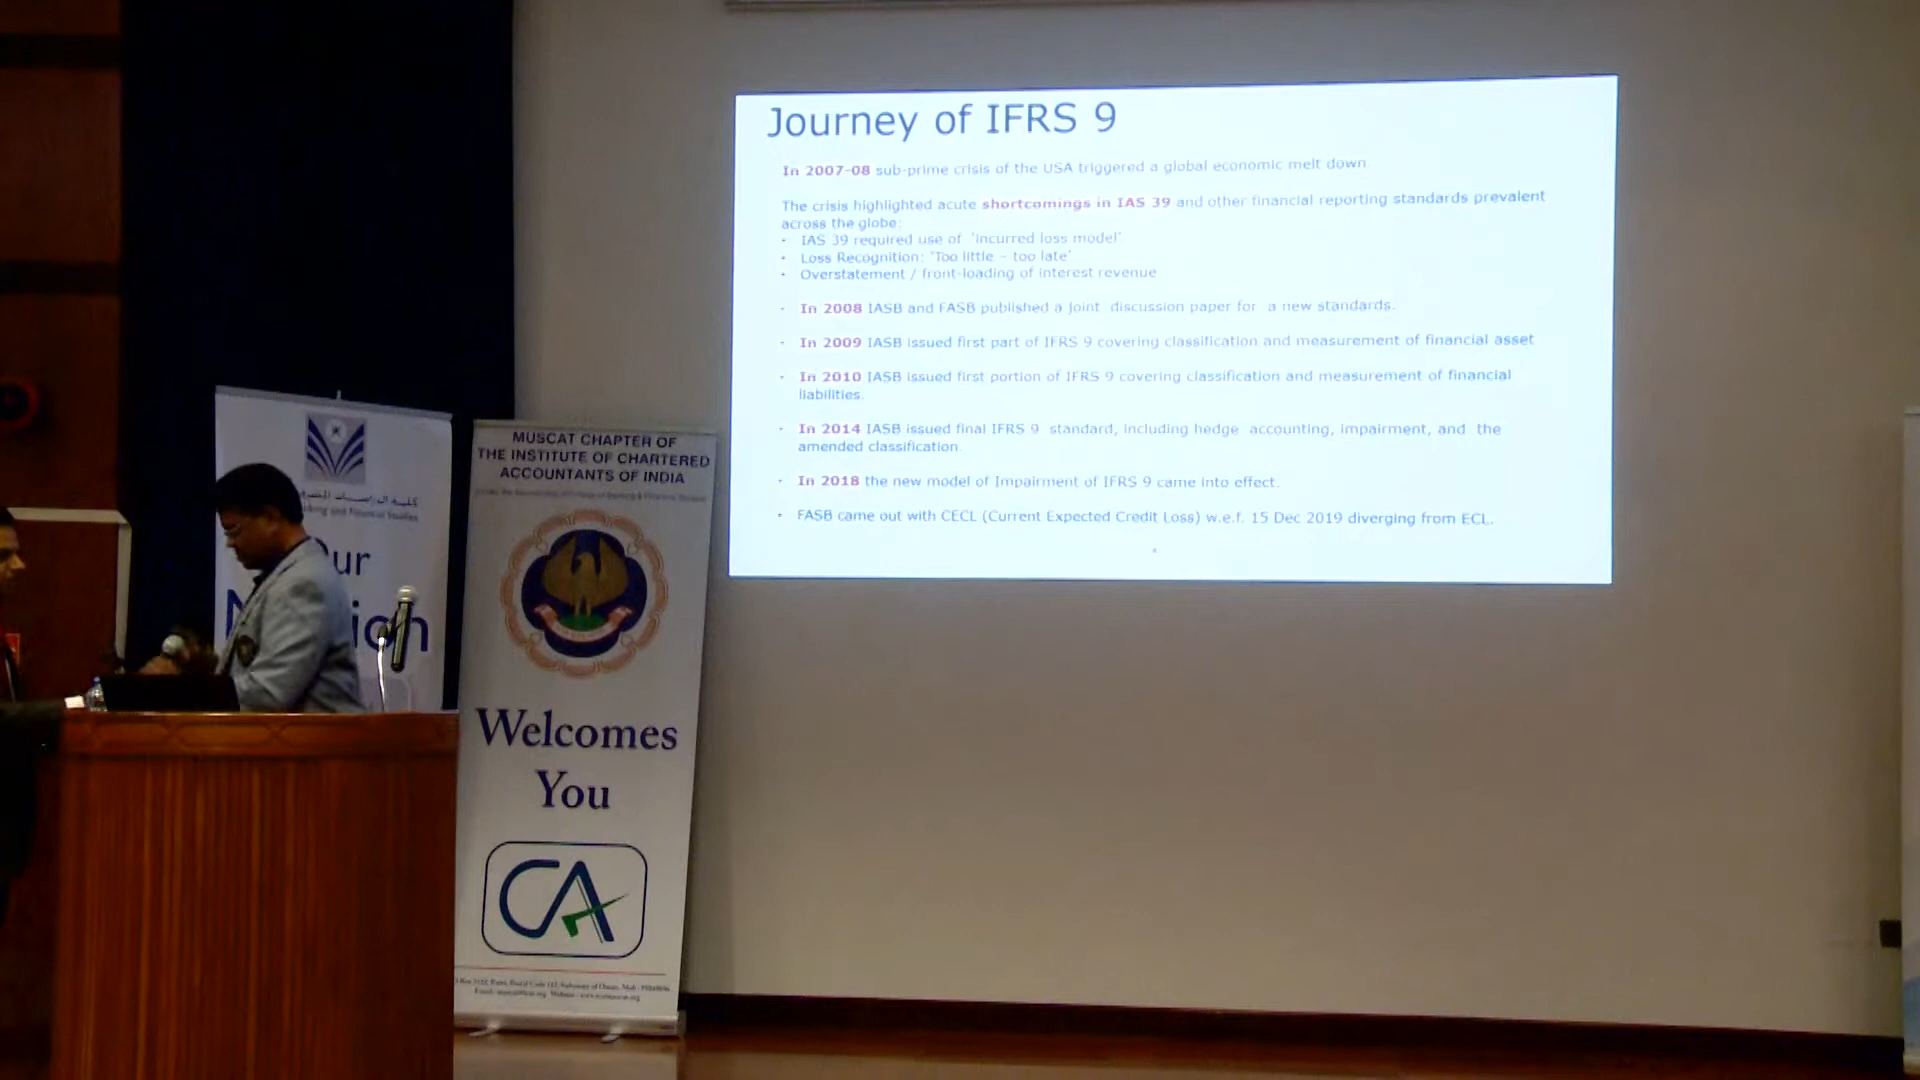 Journey of IFRS 9
In 2007-08 sub-prime crisis of the USA triggered a global economic melt down.
The crisis highlighted acute shortcomings in IAS 39 and other financial reporting standards prevalent
across the globe:
- IAS 39 required use of 'incurred loss model'
- Loss Recognition: 'Too little – too late'
- Overstatement / front-loading of interest revenue
- In 2008 IASB and FASB published a joint discussion paper for a new standards.
- In 2009 IASB issued first part of IFRS 9 covering classification and measurement of financial asset
- In 2010 IASB issued first portion of IFRS 9 covering classification and measurement of financial
liabilities.
- In 2014 IASB issued final IFRS 9 standard, including hedge accounting, impairment, and the
amended classification.
- In 2018 the new model of Impairment of IFRS 9 came into effect.
- FASB came out with CECL (Current Expected Credit Loss) w.e.f. 15 Dec 2019 diverging from ECL.
MUSCAT CHAPTER OF
THE INSTITUTE OF CHARTERED
ACCOUNTANTS OF INDIA
Welcomes
You
CA
and Financial Studies